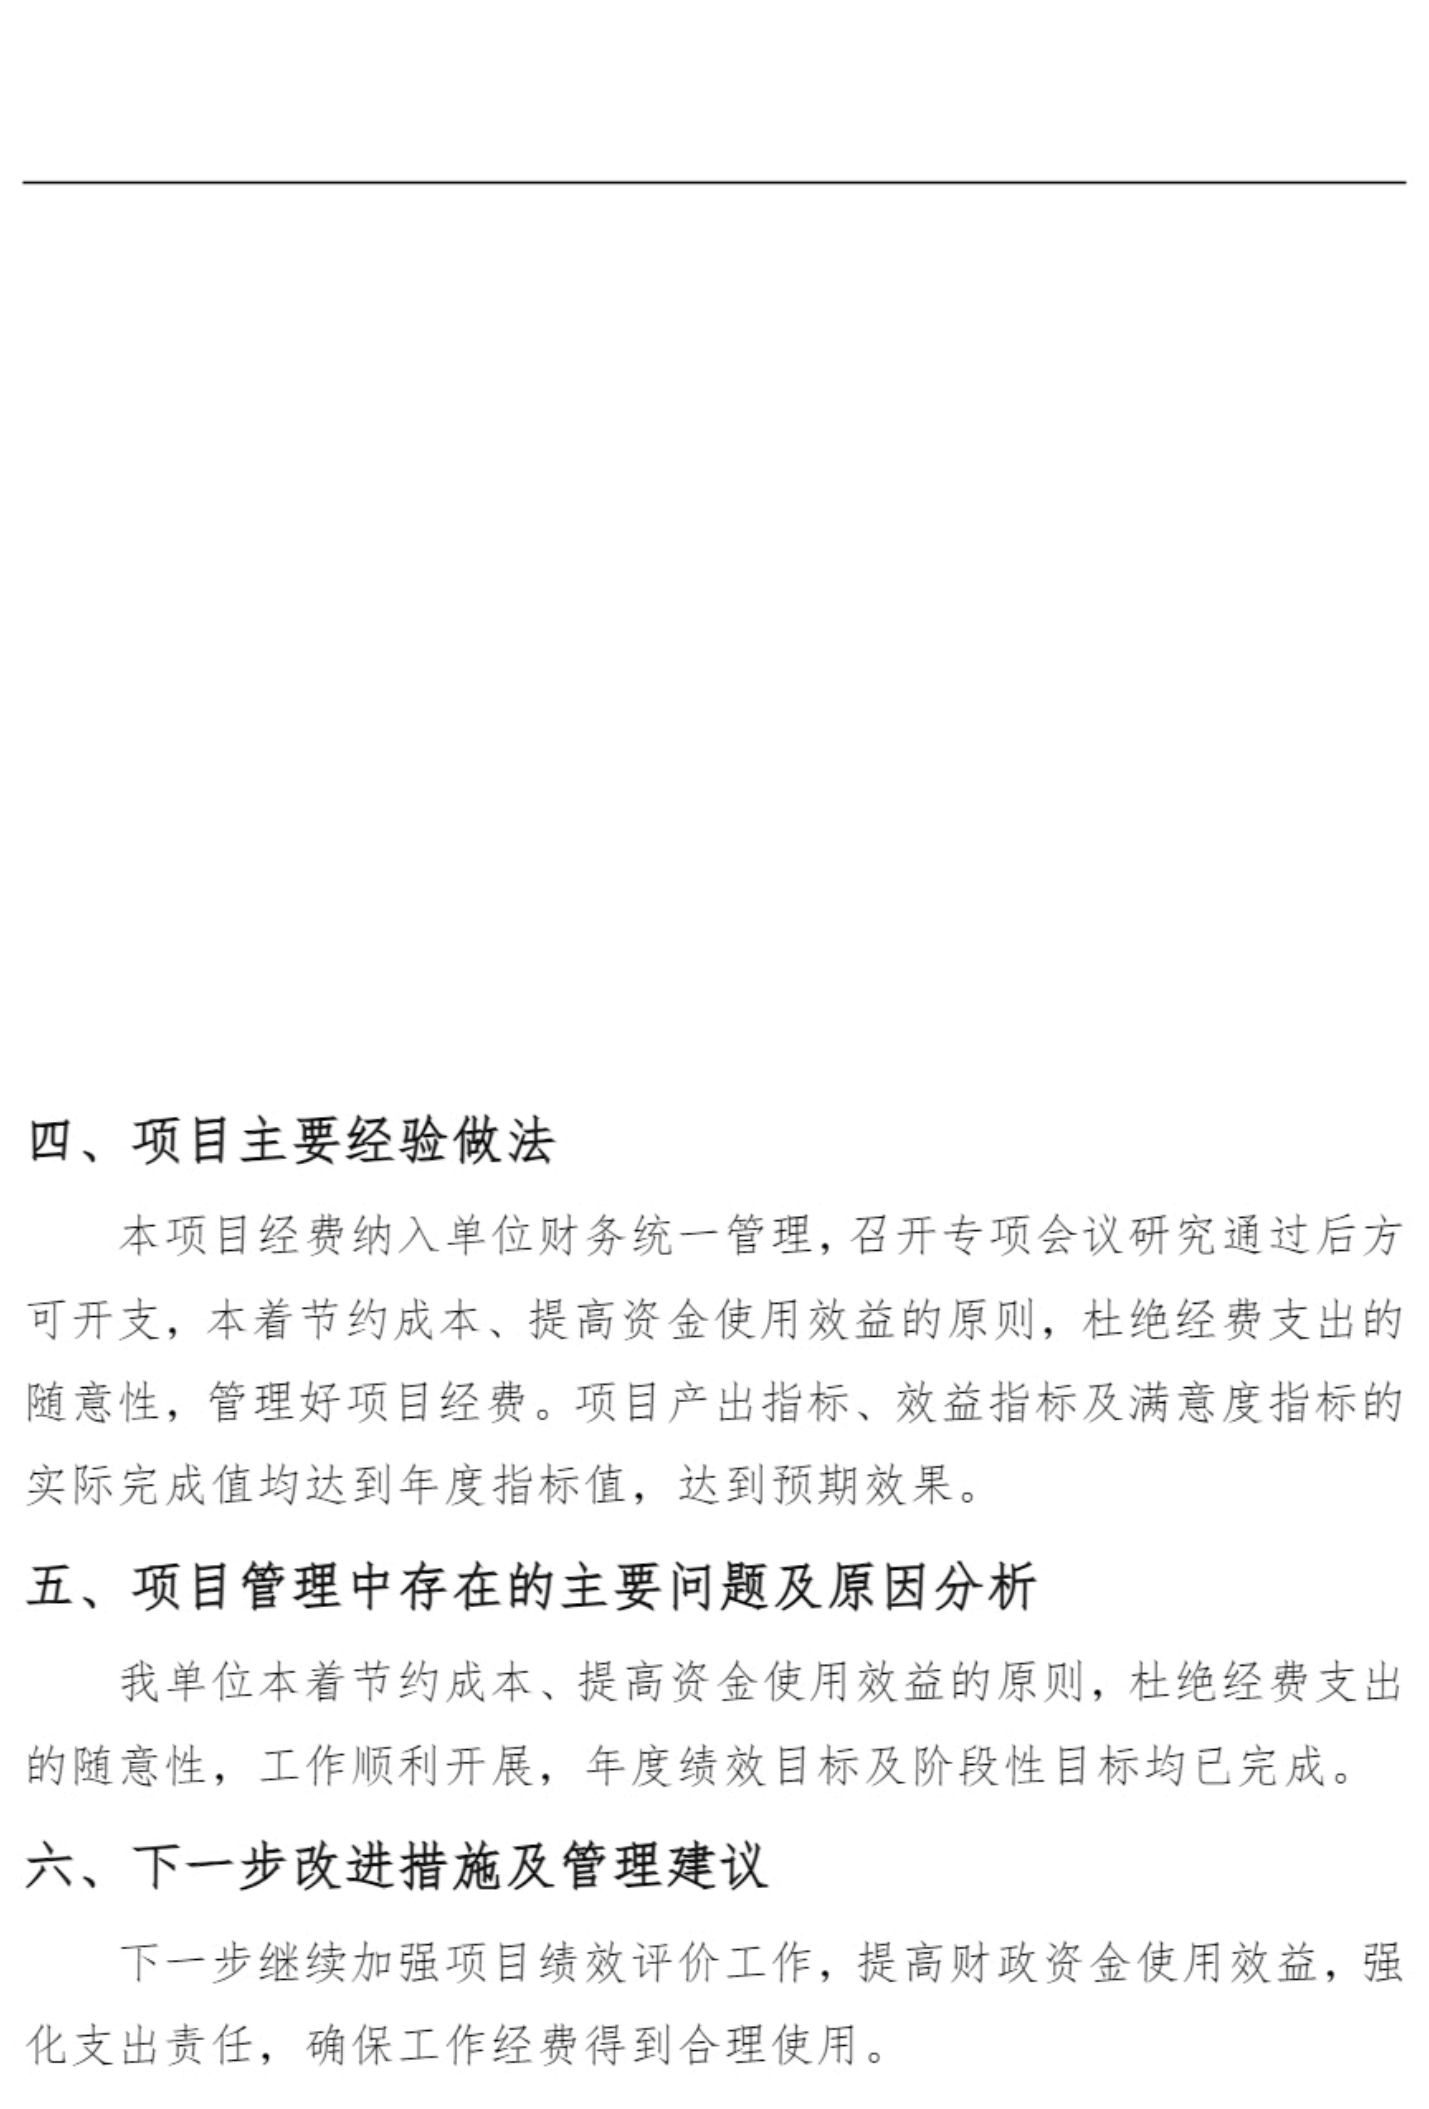 四、项目主要经验做法
本项目经费纳入单位财务统一管理，召开专项会议研究通过后方
可开支，本着节约成本、提高资金使用效益的原则，杜绝经费支出的
随意性，管理好项目经费。项目产出指标、效益指标及满意度指标的
实际完成值均达到年度指标值，达到预期效果。
五、项目管理中存在的主要问题及原因分析
我单位本着节约成本、提高资金使用效益的原则，杜绝经费支出
的随意性，工作顺利开展，年度绩效目标及阶段性目标均已完成。
六、下一步改进措施及管理建议
下一步继续加强项目绩效评价工作，提高财政资金使用效益，强
化支出责任，确保工作经费得到合理使用。